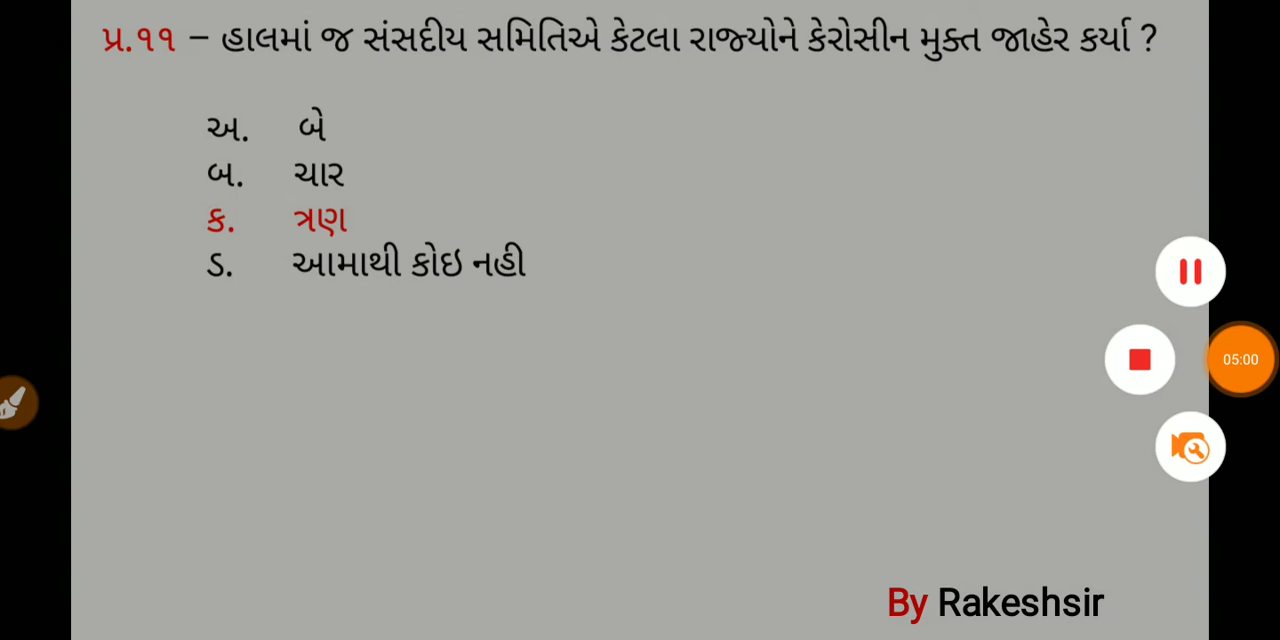 પ્ર.૧૧ – હાલમાં જ સંસદીય સમિતિએ કેટલા રાજ્યોને કેરોસીન મુક્ત જાહેર કર્યા ?
અ. બે
બ. ચાર
ક. ત્રણ
ડ. આમાથી કોઇ નહી
05:00
By Rakeshsir